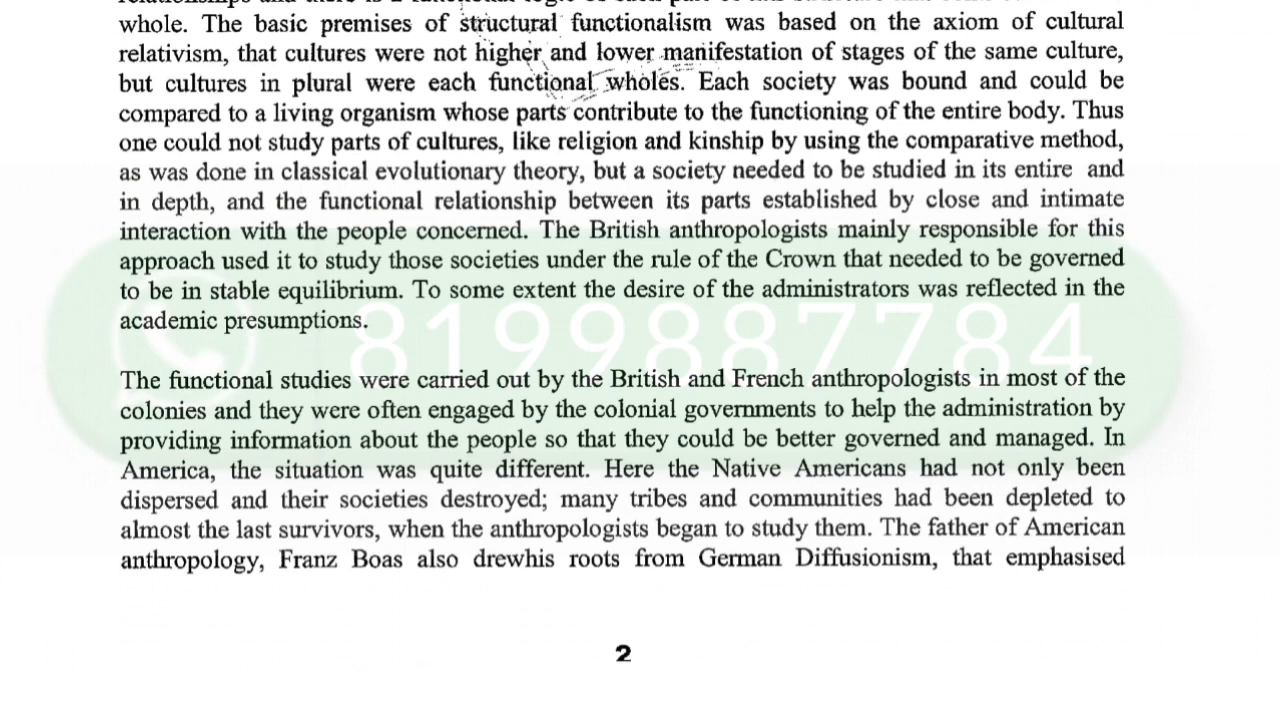 whole. The basic premises of structural functionalism was based on the axiom of cultural
relativism, that cultures were not higher and lower manifestation of stages of the same culture,
but cultures in plural were each functional wholes. Each society was bound and could be
compared to a living organism whose parts contribute to the functioning of the entire body. Thus
one could not study parts of cultures, like religion and kinship by using the comparative method,
as was done in classical evolutionary theory, but a society needed to be studied in its entire and
in depth, and the functional relationship between its parts established by close and intimate
interaction with the people concerned. The British anthropologists mainly responsible for this
approach used it to study those societies under the rule of the Crown that needed to be governed
to be in stable equilibrium. To some extent the desire of the administrators was reflected in the
academic presumptions.
8199887784
The functional studies were carried out by the British and French anthropologists in most of the
colonies and they were often engaged by the colonial governments to help the administration by
providing information about the people so that they could be better governed and managed. In
America, the situation was quite different. Here the Native Americans had not only been
dispersed and their societies destroyed; many tribes and communities had been depleted to
almost the last survivors, when the anthropologists began to study them. The father of American
anthropology, Franz Boas also drewhis roots from German Diffusionism, that emphasised
2